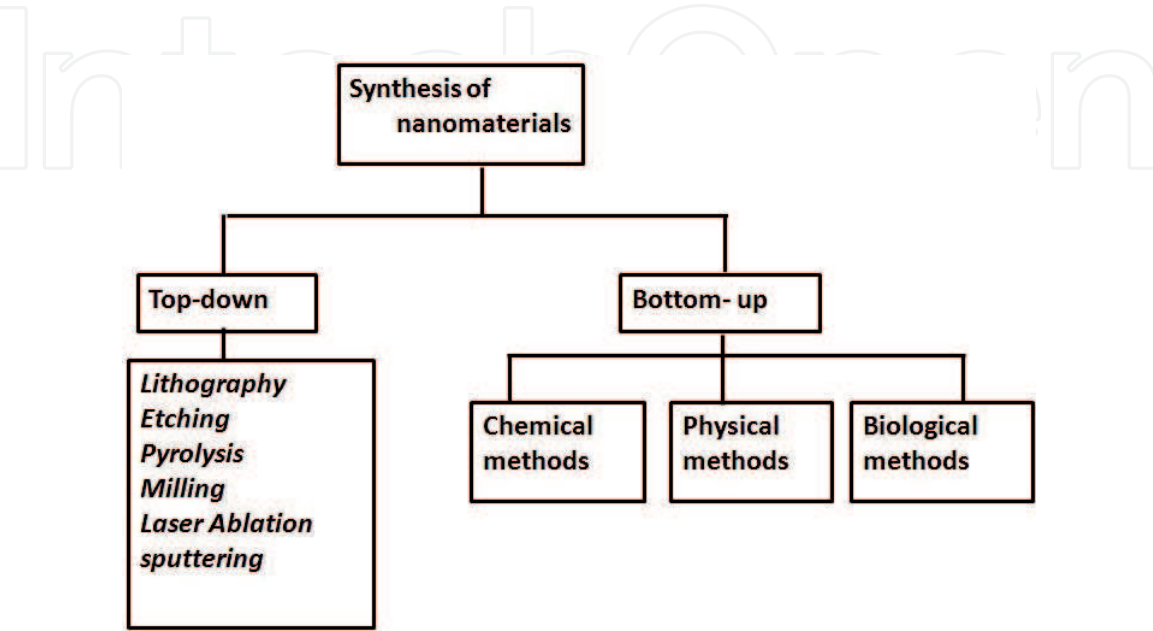 IntechOpen
Synthesis of
nanomaterials
Top-down
Bottom- up
Lithography
Etching
Pyrolysis
Milling
Laser Ablation
sputtering
Chemical
methods
Physical
methods
Biological
methods